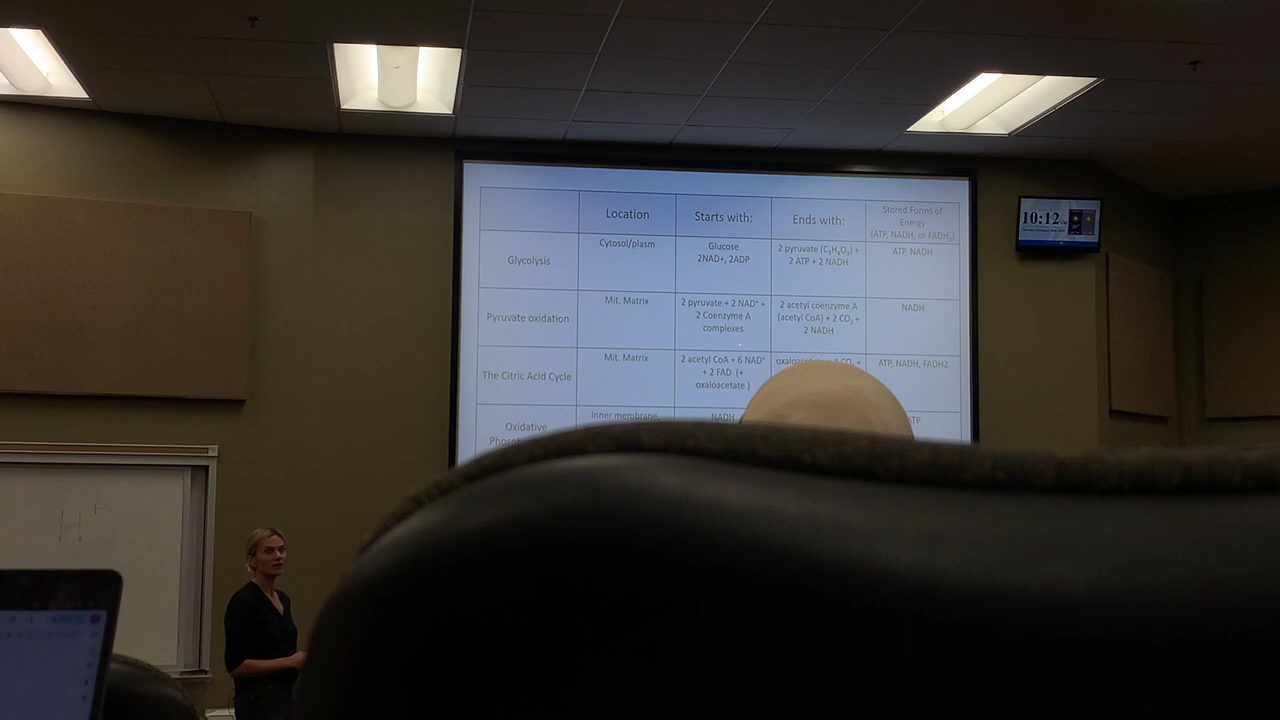 Location
Starts with:
Ends with:
Stored Forms of
Energy
(ATP, NADH, or FADH₂)
Glycolysis
Cytosol/plasm
Glucose
2NAD+, 2ADP
2 pyruvate (C₃H₄O₃) +
2 ATP + 2 NADH
ATP, NADH
Pyruvate oxidation
Mit. Matrix
2 pyruvate + 2 NAD⁺ +
2 Coenzyme A
complexes
2 acetyl coenzyme A
(acetyl CoA) + 2 CO₂ +
2 NADH
NADH
The Citric Acid Cycle
Mit. Matrix
2 acetyl CoA + 6 NAD⁺
+ 2 FAD (+
oxaloacetate )
CO₂ +
ATP, NADH, FADH2
Oxidative
Inner membrane,
NADH
ATP
10:12
H⁺